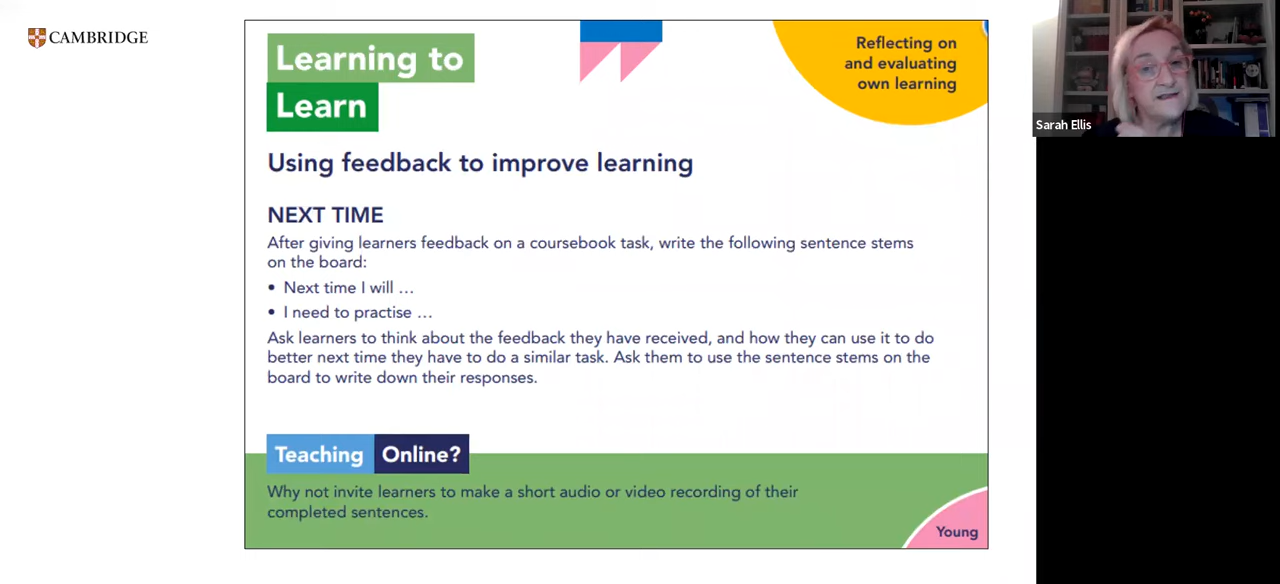 CAMBRIDGE
Learning to
Learn
Reflecting on
and evaluating
own learning
Sarah Ellis
Using feedback to improve learning
NEXT TIME
After giving learners feedback on a coursebook task, write the following sentence stems
on the board:
• Next time I will …
• I need to practise …
Ask learners to think about the feedback they have received, and how they can use it to do
better next time they have to do a similar task. Ask them to use the sentence stems on the
board to write down their responses.
Teaching Online?
Why not invite learners to make a short audio or video recording of their
completed sentences.
Young